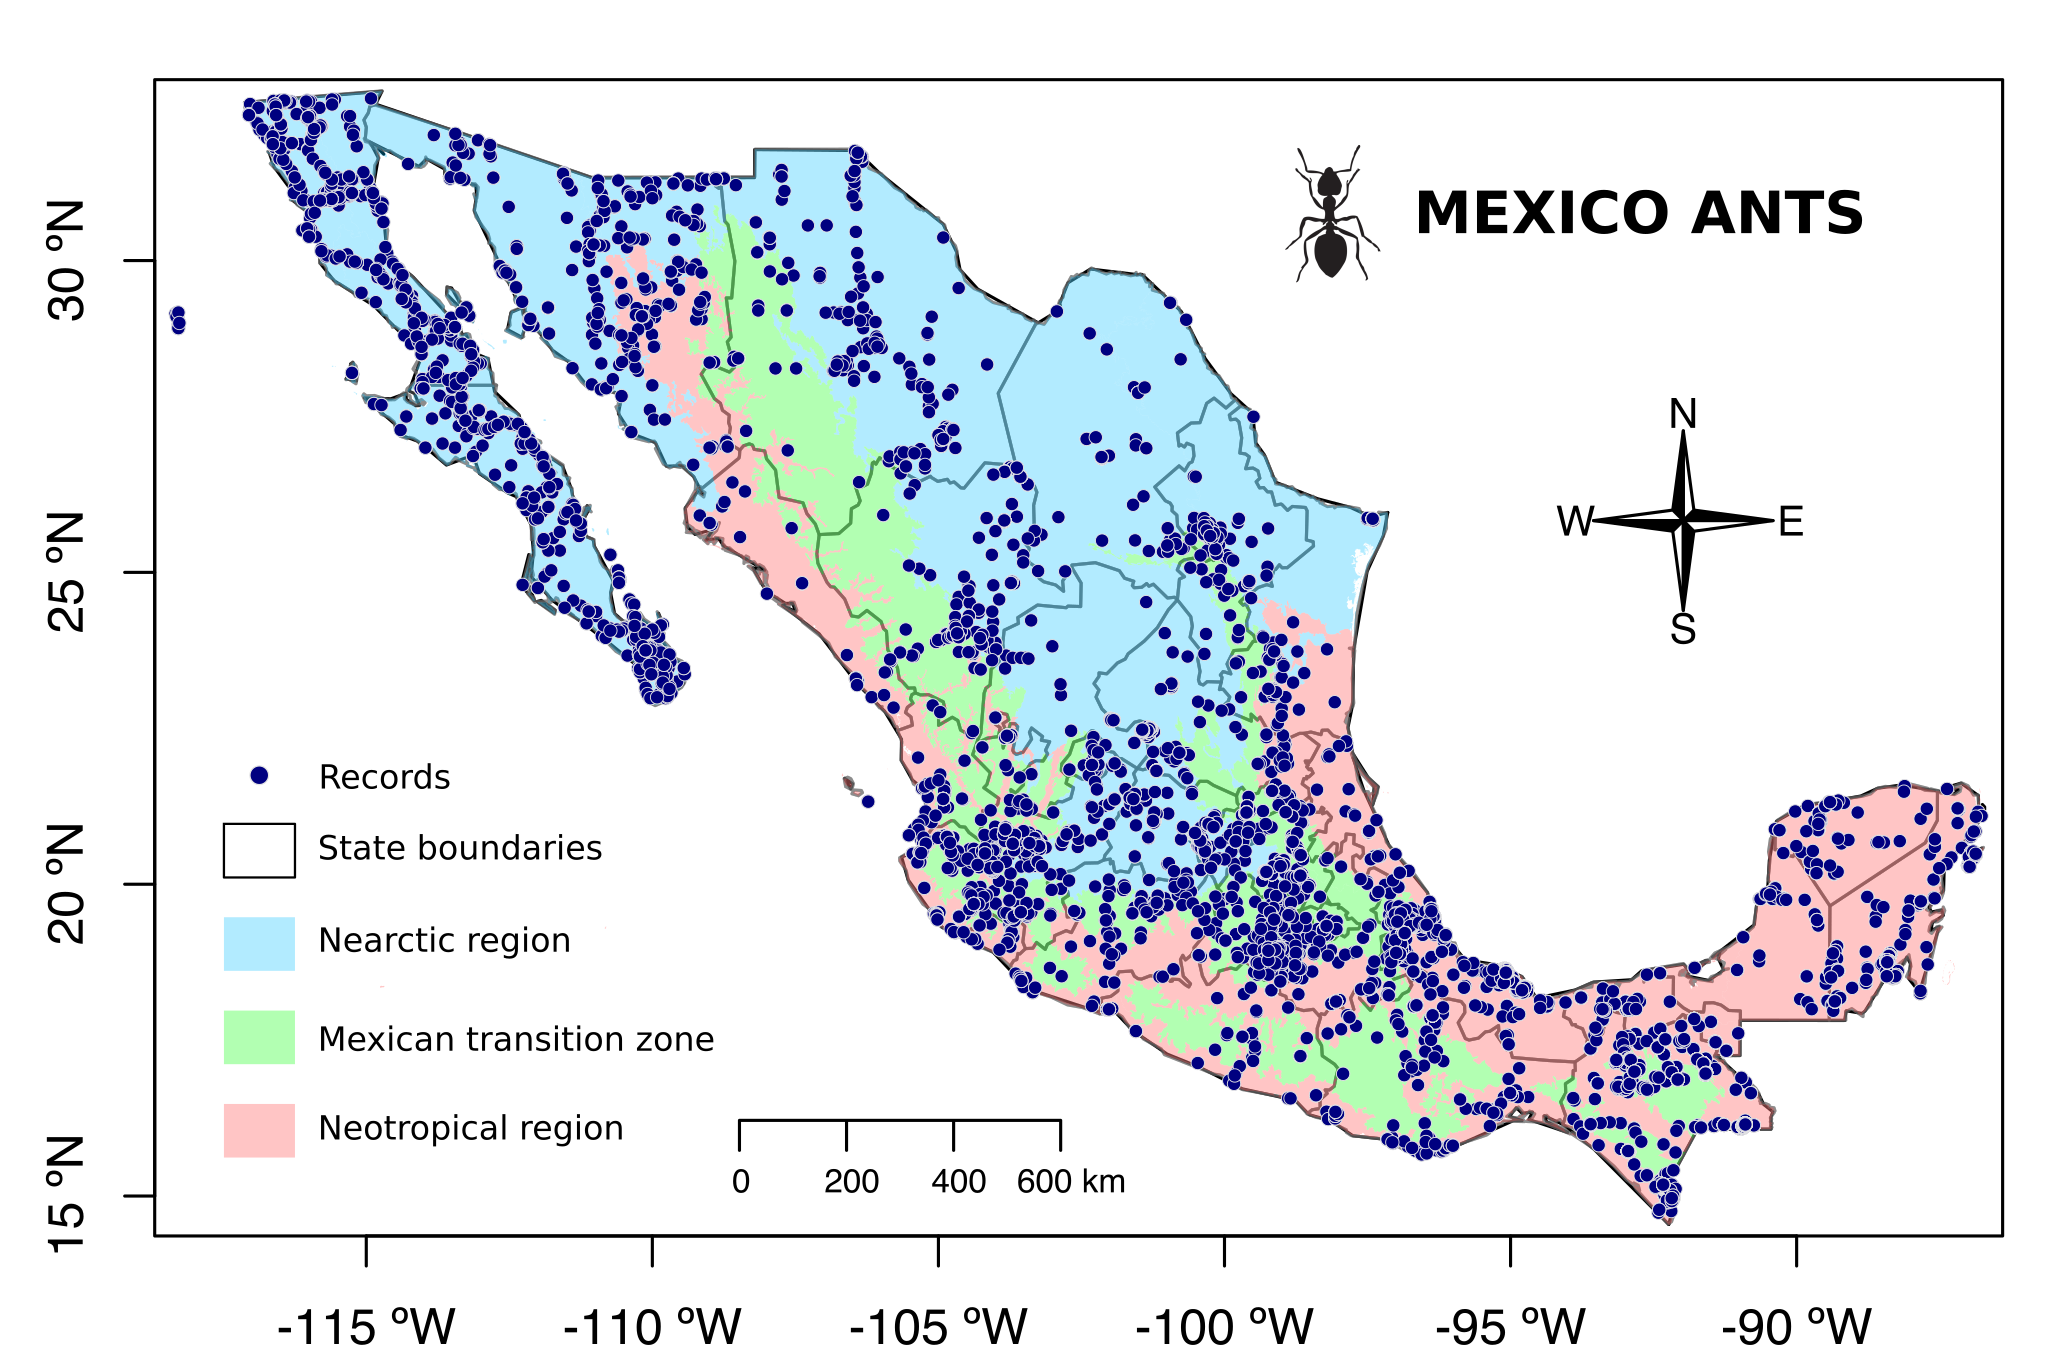 MEXICO ANTS
30 ºN
25 ºN
20 ºN
15 ºN
N
W
E
S
Records
State boundaries
Nearctic region
Mexican transition zone
Neotropical region
0 200 400 600 km
-115 ºW -110 ºW -105 ºW -100 ºW -95 ºW -90 ºW